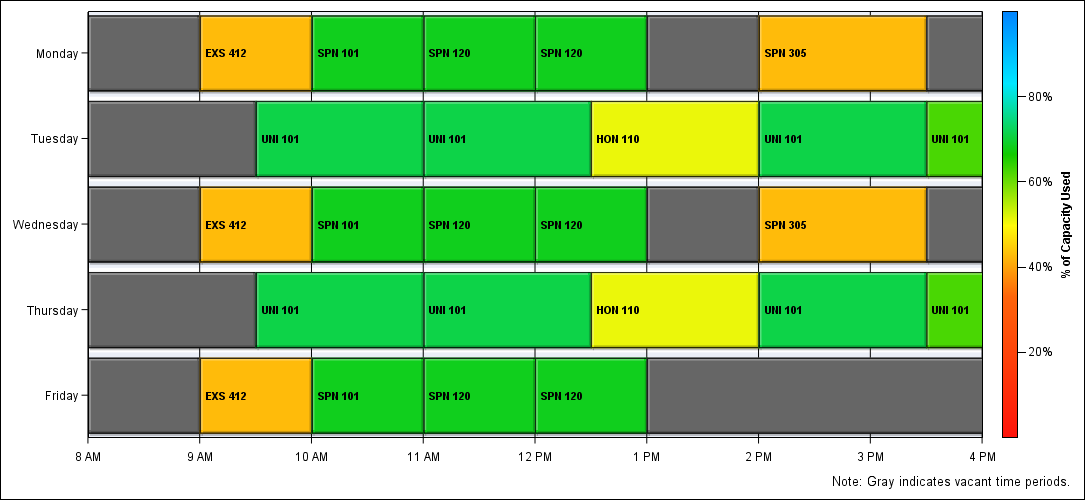 Monday
EXS 412
SPN 101
SPN 120
SPN 120
SPN 305
Tuesday
UNI 101
UNI 101
HON 110
UNI 101
UNI 101
Wednesday
EXS 412
SPN 101
SPN 120
SPN 120
SPN 305
Thursday
UNI 101
UNI 101
HON 110
UNI 101
UNI 101
Friday
EXS 412
SPN 101
SPN 120
SPN 120
8 AM
9 AM
10 AM
11 AM
12 PM
1 PM
2 PM
3 PM
4 PM
80%
60%
40%
20%
% of Capacity Used
Note: Gray indicates vacant time periods.